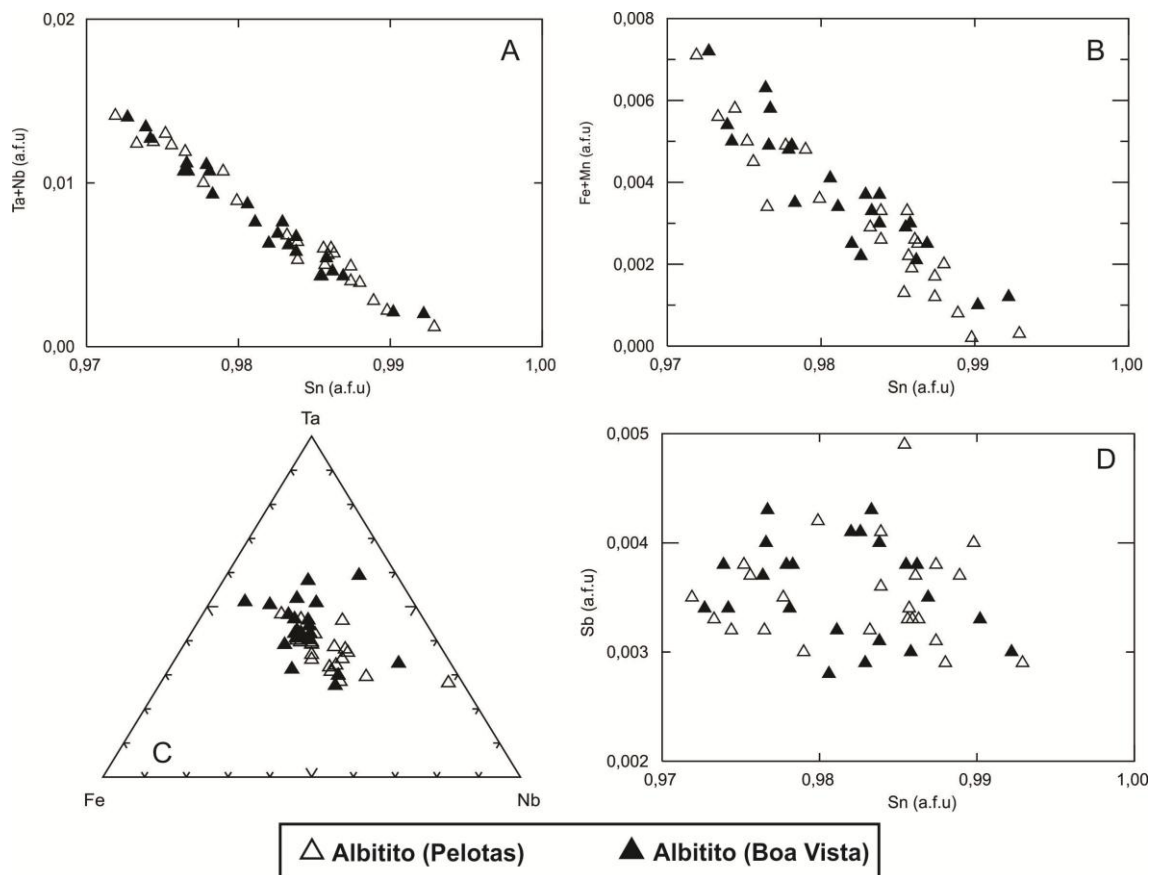 A
0,02
0,01
0,00
Ta+Nb (a.f.u)
0,97
0,98
0,99
1,00
Sn (a.f.u)
B
0,008
0,006
0,004
0,002
0,000
Fe+Mn (a.f.u)
0,97
0,98
0,99
1,00
Sn (a.f.u)
Ta
C
Fe
Nb
D
0,005
0,004
0,003
0,002
Sb (a.f.u)
0,97
0,98
0,99
1,00
Sn (a.f.u)
Albitito (Pelotas)
Albitito (Boa Vista)